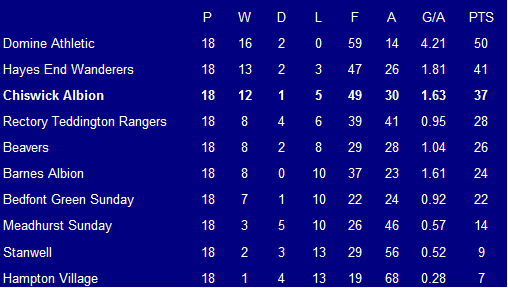 P W D L F A G/A PTS
Domine Athletic 18 16 2 0 59 14 4.21 50
Hayes End Wanderers 18 13 2 3 47 26 1.81 41
Chiswick Albion 18 12 1 5 49 30 1.63 37
Rectory Teddington Rangers 18 8 4 6 39 41 0.95 28
Beavers 18 8 2 8 29 28 1.04 26
Barnes Albion 18 8 0 10 37 23 1.61 24
Bedfont Green Sunday 18 7 1 10 22 24 0.92 22
Meadhurst Sunday 18 3 5 10 26 46 0.57 14
Stanwell 18 2 3 13 29 56 0.52 9
Hampton Village 18 1 4 13 19 68 0.28 7